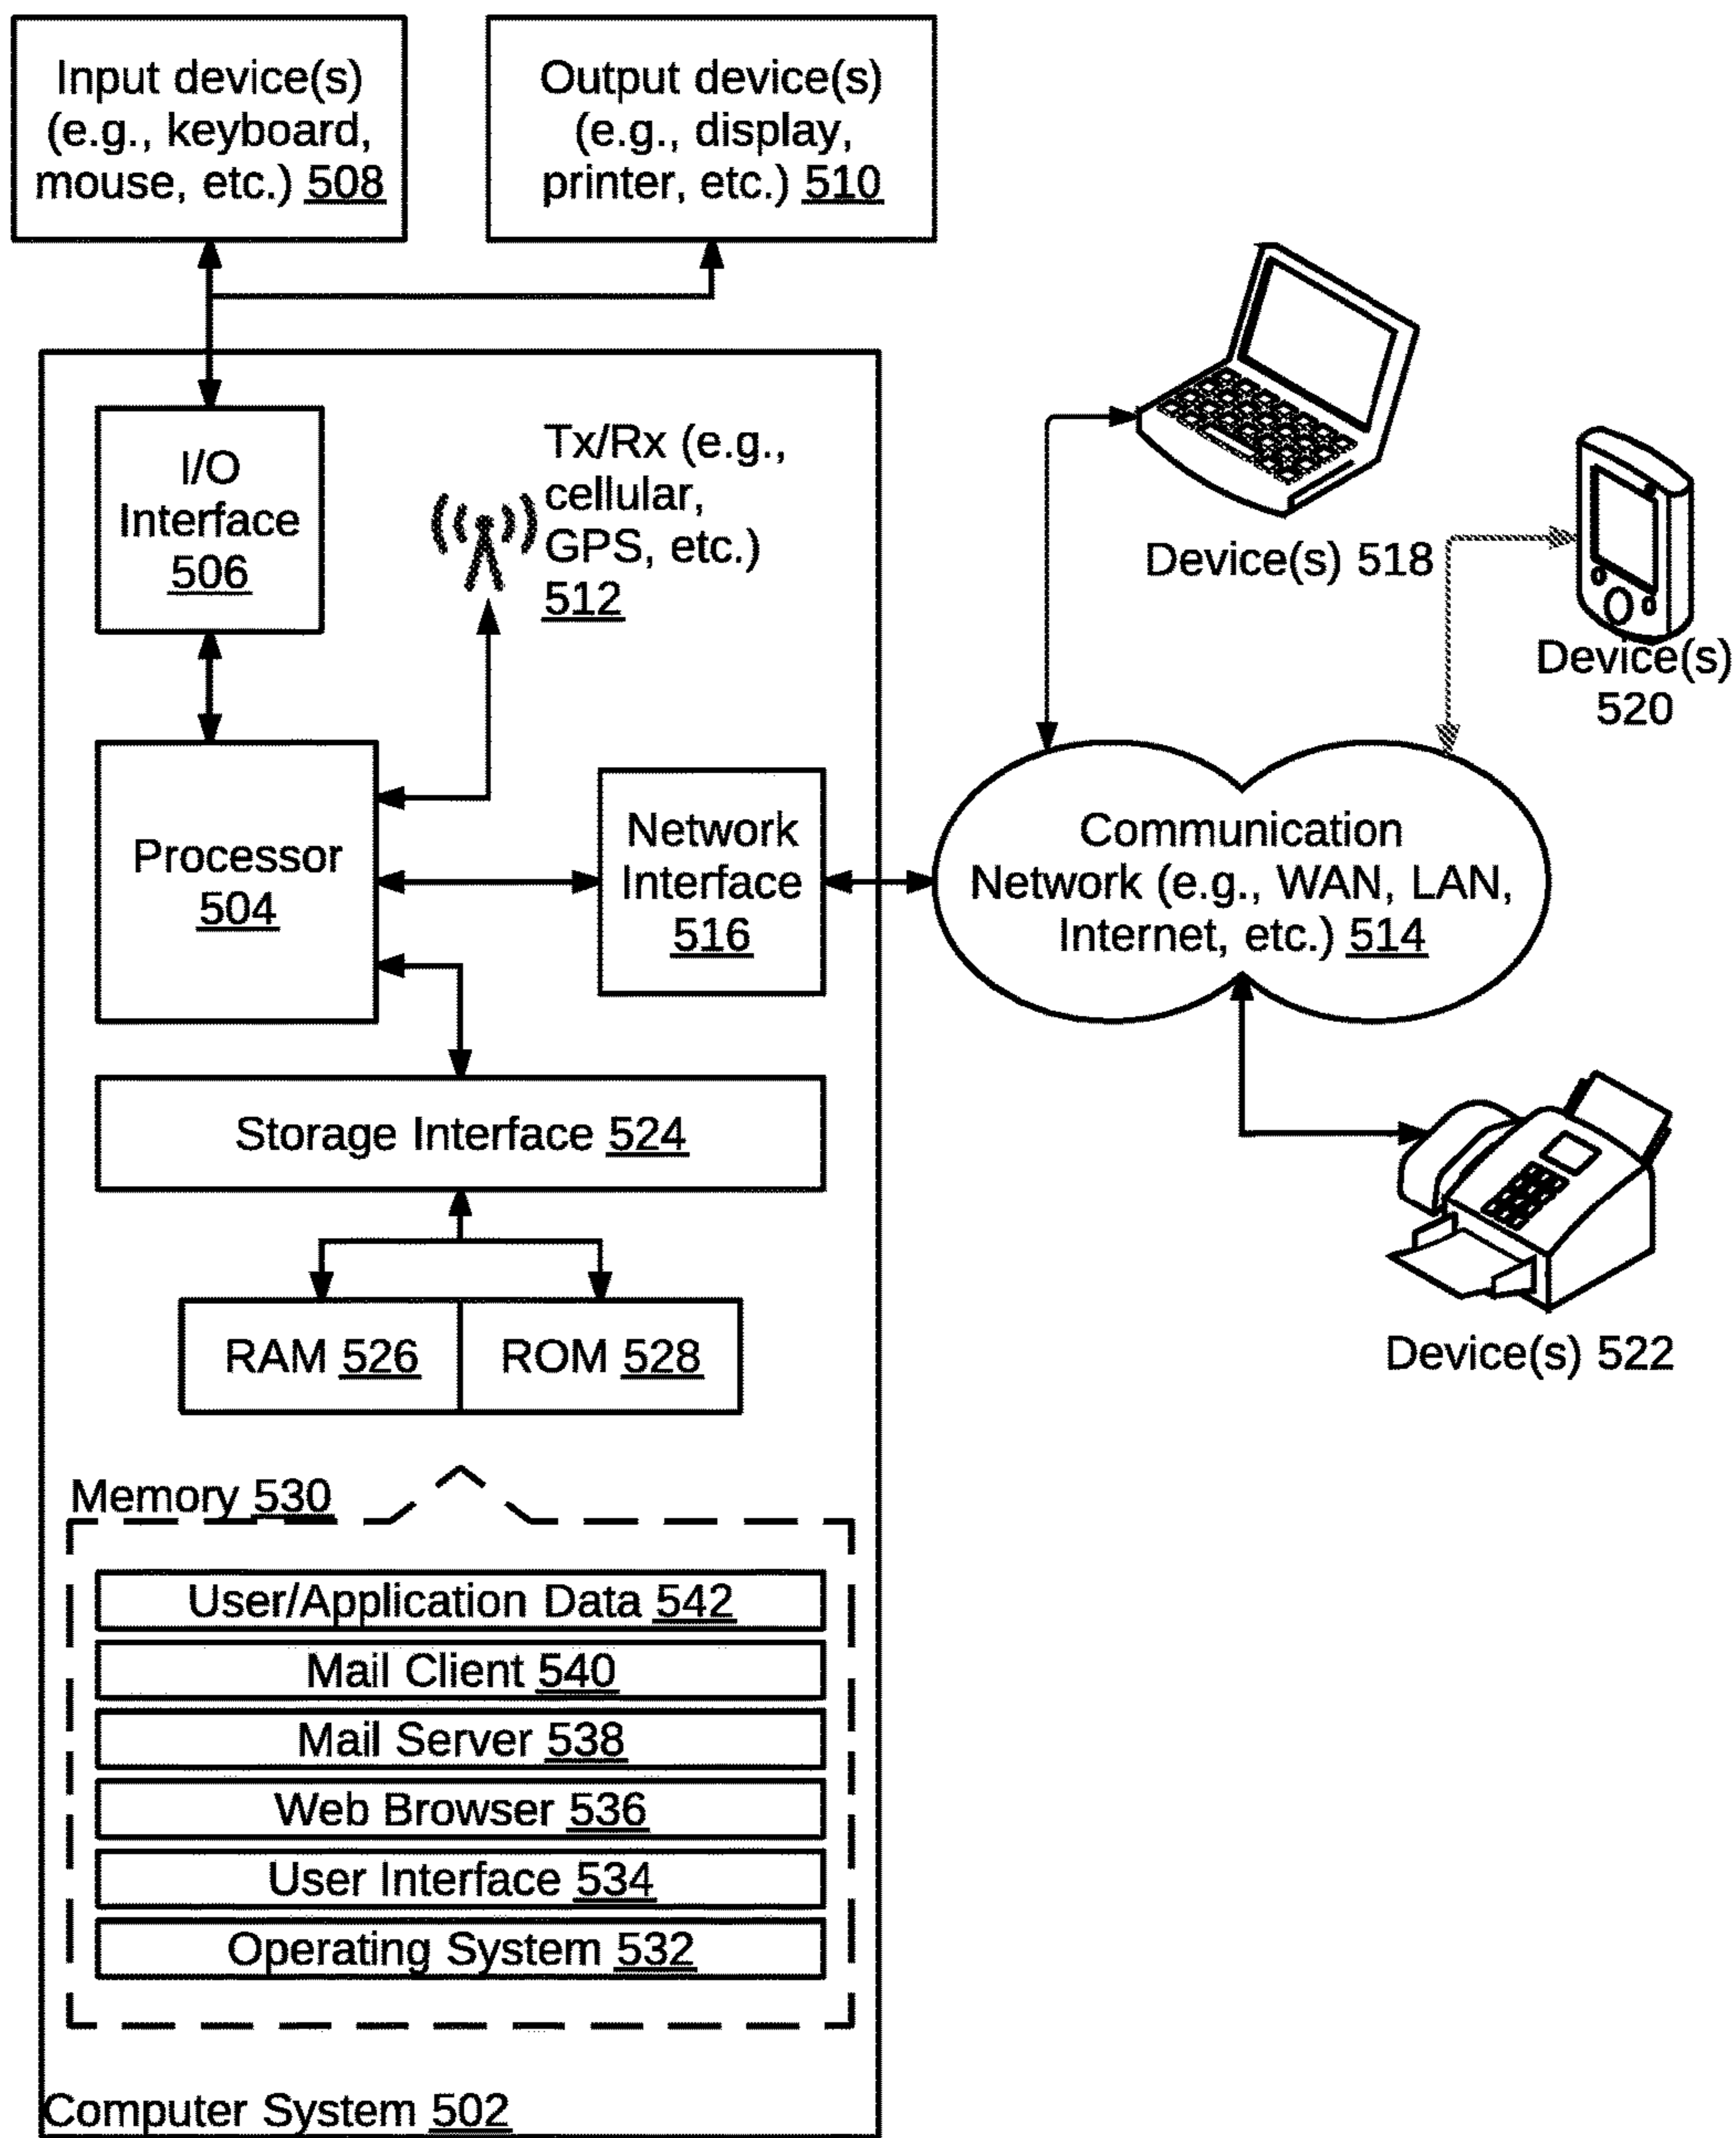 Input device(s)
(e.g., keyboard,
mouse, etc.) 508
Output device(s)
(e.g., display,
printer, etc.) 510
I/O
Interface
506
Tx/Rx (e.g.,
cellular,
GPS, etc.)
512
Device(s) 518
Device(s)
520
Processor
504
Network
Interface
516
Communication
Network (e.g., WAN, LAN,
Internet, etc.) 514
Storage Interface 524
RAM 526
ROM 528
Device(s) 522
Memory 530
User/Application Data 542
Mail Client 540
Mail Server 538
Web Browser 536
User Interface 534
Operating System 532
Computer System 502